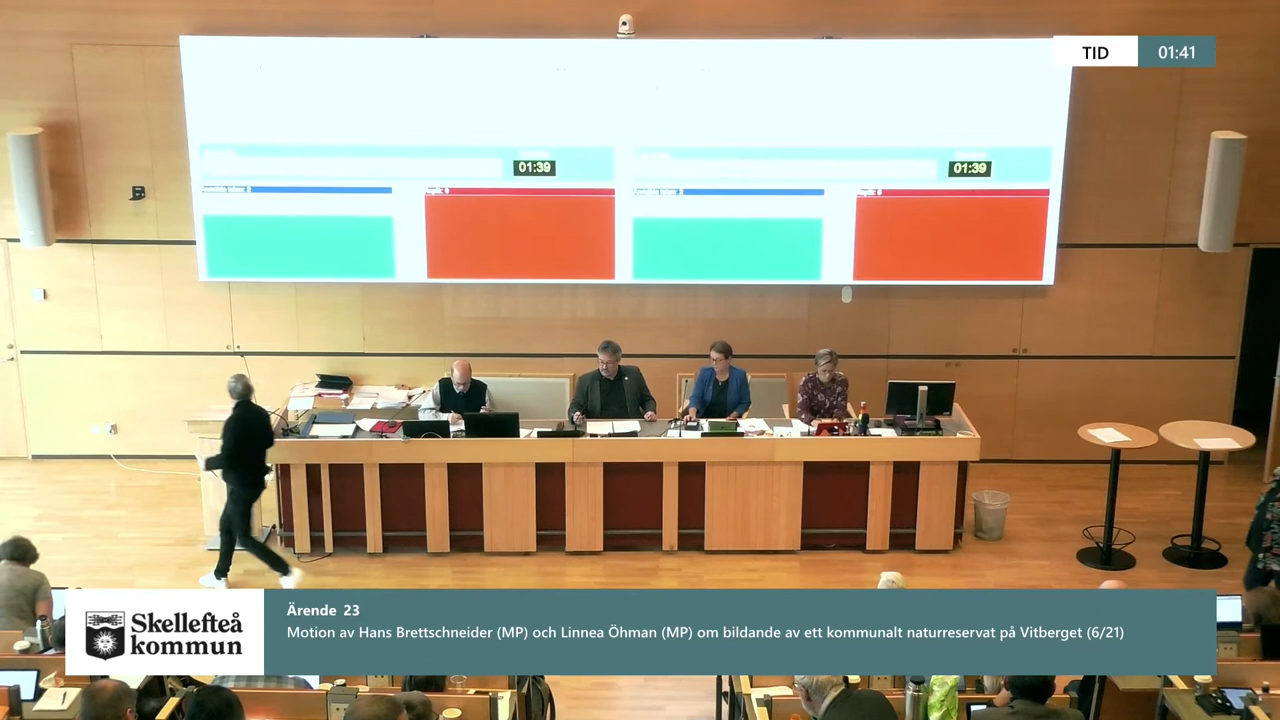 TID 01:41
01:39 01:39
Skellefteå
kommun
Ärende 23
Motion av Hans Brettschneider (MP) och Linnea Öhman (MP) om bildande av ett kommunalt naturreservat på Vitberget (6/21)